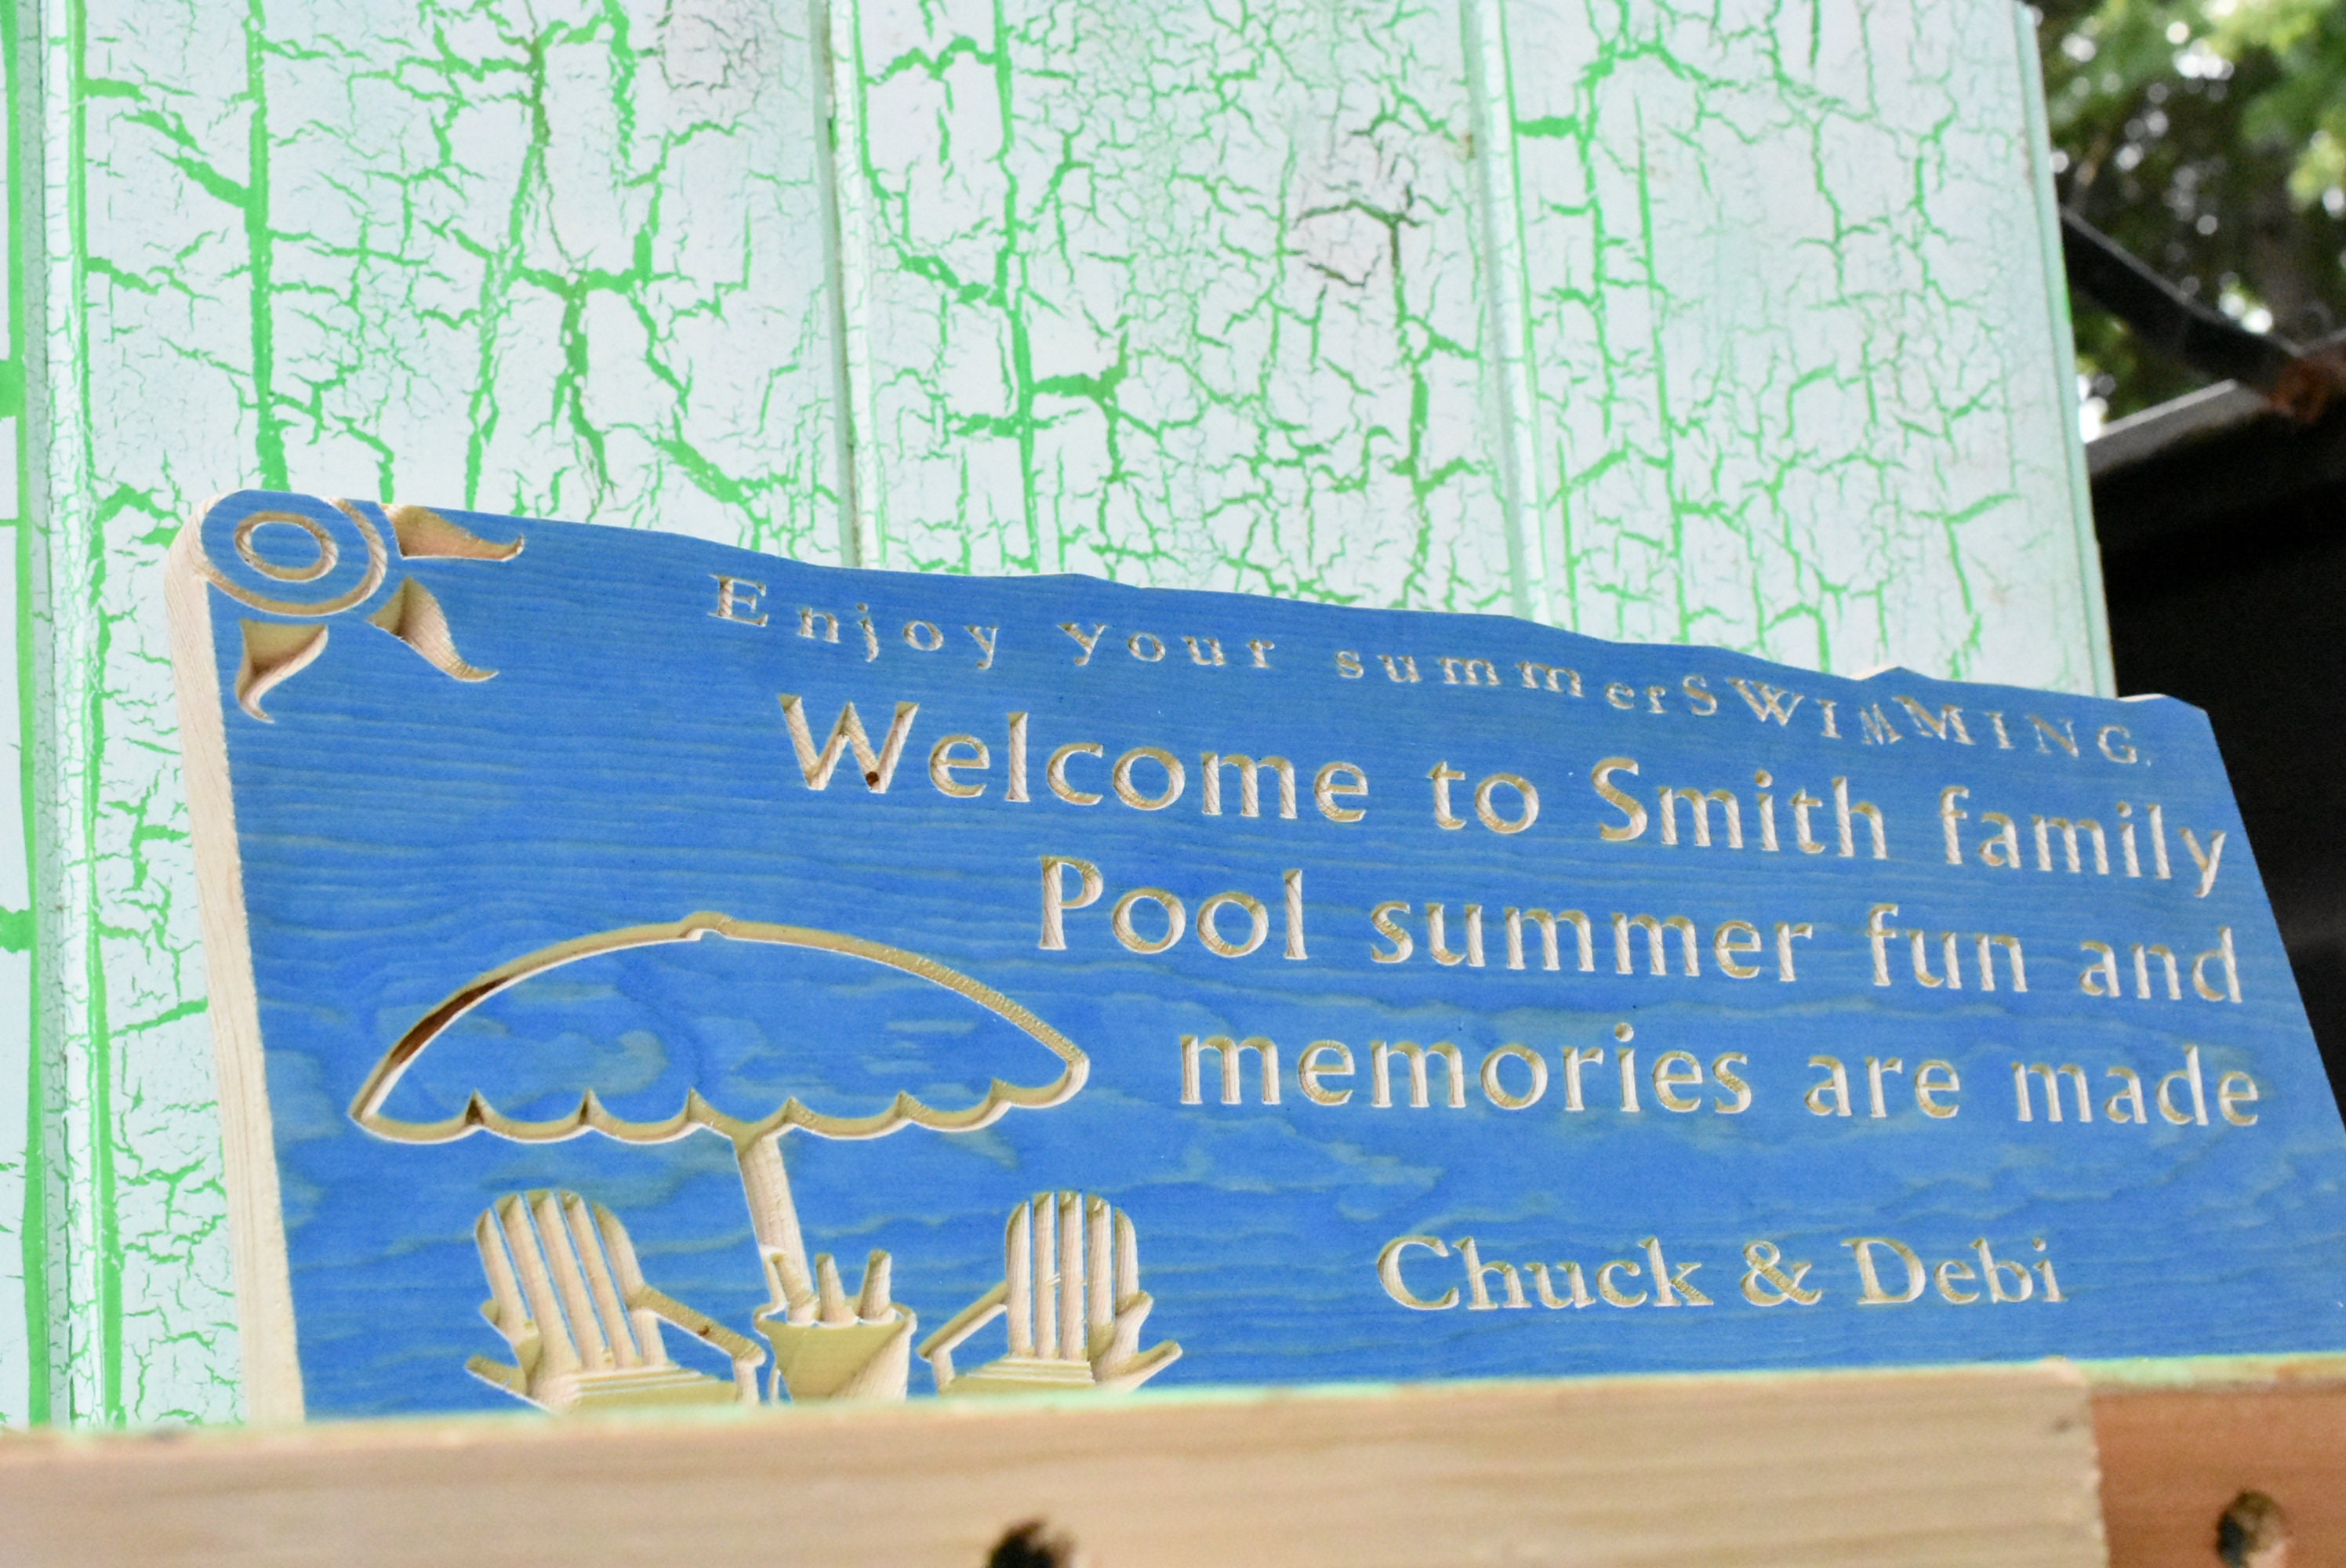 Enjoy your summerSWIMMING.
Welcome to Smith family
Pool summer fun and
memories are made
Chuck & Debi